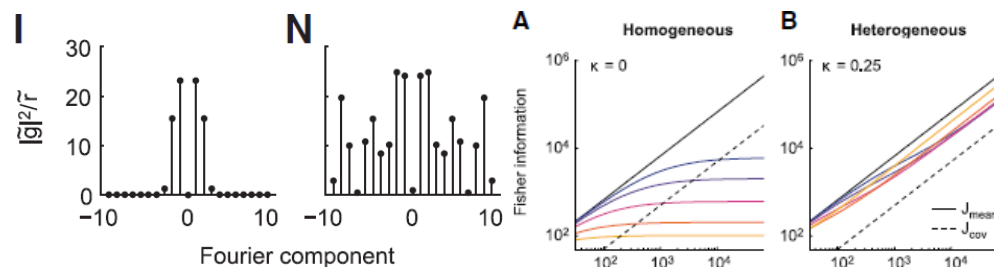 I
N
|g̃|²/r̃
30
20
10
0
−10
0
10
−10
0
10
Fourier component
A
Homogeneous
κ = 0
Fisher information
10⁶
10⁴
10²
10²
10³
10⁴
B
Heterogeneous
κ = 0.25
10⁶
10⁴
10²
10²
10³
10⁴
J_mean
J_cov